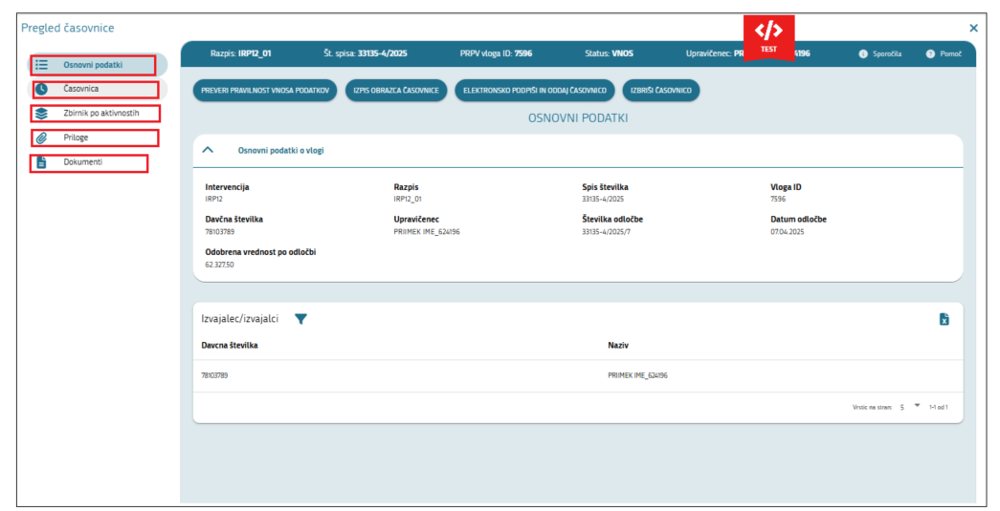 Pregled časovnice
Osnovni podatki
Časovnica
Zbirnik po aktivnostih
Priloge
Dokumenti
Razpis: IRP12_01 Št. spisa: 33135-4/2025 PRPV vloga ID: 7596 Status: VNOS Upravičenec: PR 4196 Sporočila Pomoč
TEST
PREVERI PRAVILNOST VNOSA PODATKOV IZPIS OBRAZCA ČASOVNICE ELEKTRONSKO PODPIŠI IN ODDAJ ČASOVNICO IZBRIŠI ČASOVNICO
OSNOVNI PODATKI
Osnovni podatki o vlogi
Intervencija Razpis Spis številka Vloga ID
IRP12 IRP12_01 33135-4/2025 7596
Davčna številka Upravičenec Številka odločbe Datum odločbe
78103789 PRIIMEK IME_624196 33135-4/2025/7 07.04.2025
Odobrena vrednost po odločbi
62.327,50
Izvajalec/izvajalci
Davcna številka Naziv
78103789 PRIIMEK IME_624196
Vrstic na stran: 5 1-1 od 1